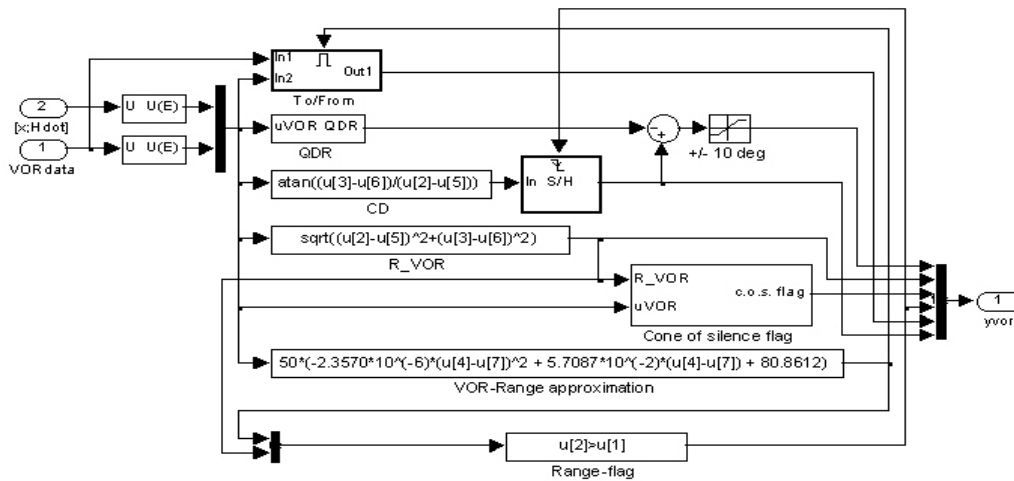 In1
In2
Out1
To/From
2
[x;Hdot]
U U(E)
1
VOR data
U U(E)
uVOR QDR
QDR
-
+
+/- 10 deg
atan((u[3]-u[6])/(u[2]-u[5]))
CD
In S/H
sqrt((u[2]-u[5])^2+(u[3]-u[6])^2)
R_VOR
R_VOR
uVOR
c.o.s. flag
Cone of silence flag
1
yvor
50*(-2.3570*10^(-6)*(u[4]-u[7])^2 + 5.7087*10^(-2)*(u[4]-u[7]) + 80.8612)
VOR-Range approximation
u[2]>u[1]
Range-flag